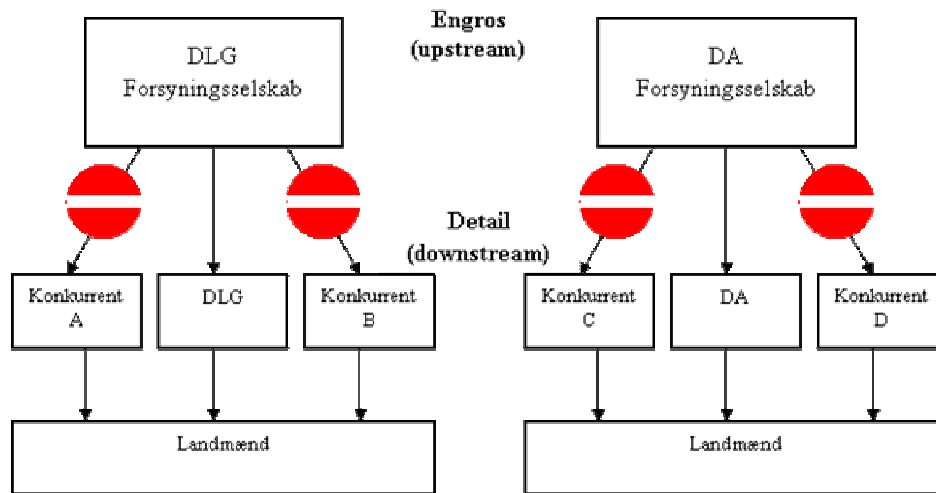 Engros
(upstream)
DLG
Forsyningsselskab
DA
Forsyningsselskab
Detail
(downstream)
Konkurrent
A
DLG
Konkurrent
B
Konkurrent
C
DA
Konkurrent
D
Landmænd
Landmænd